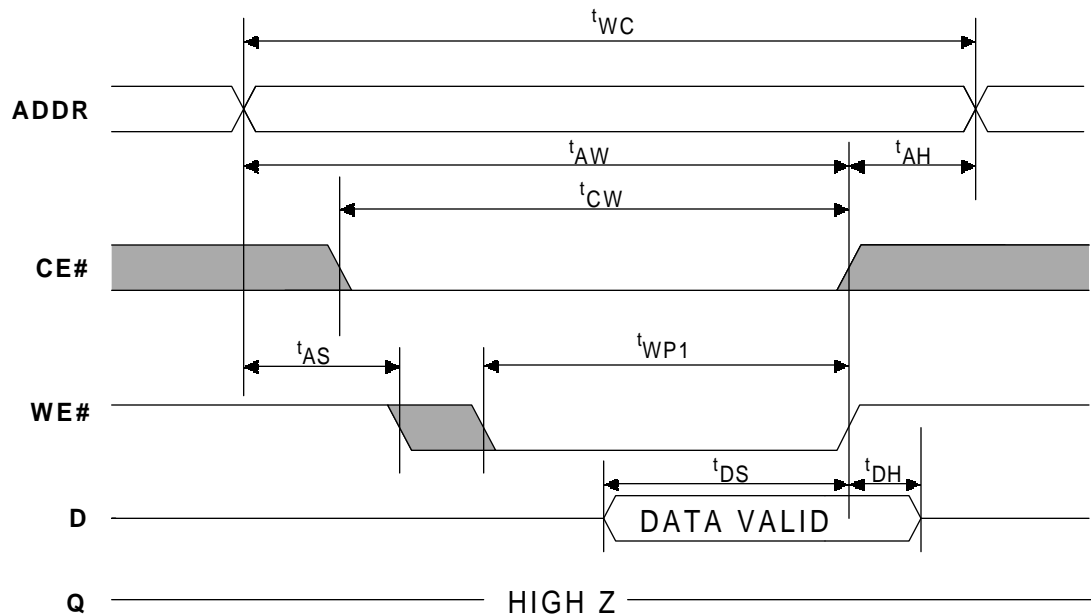 tWC
ADDR
tAW
tAH
tCW
CE#
tAS
tWP1
WE#
tDS
tDH
D
DATA VALID
Q
HIGH Z